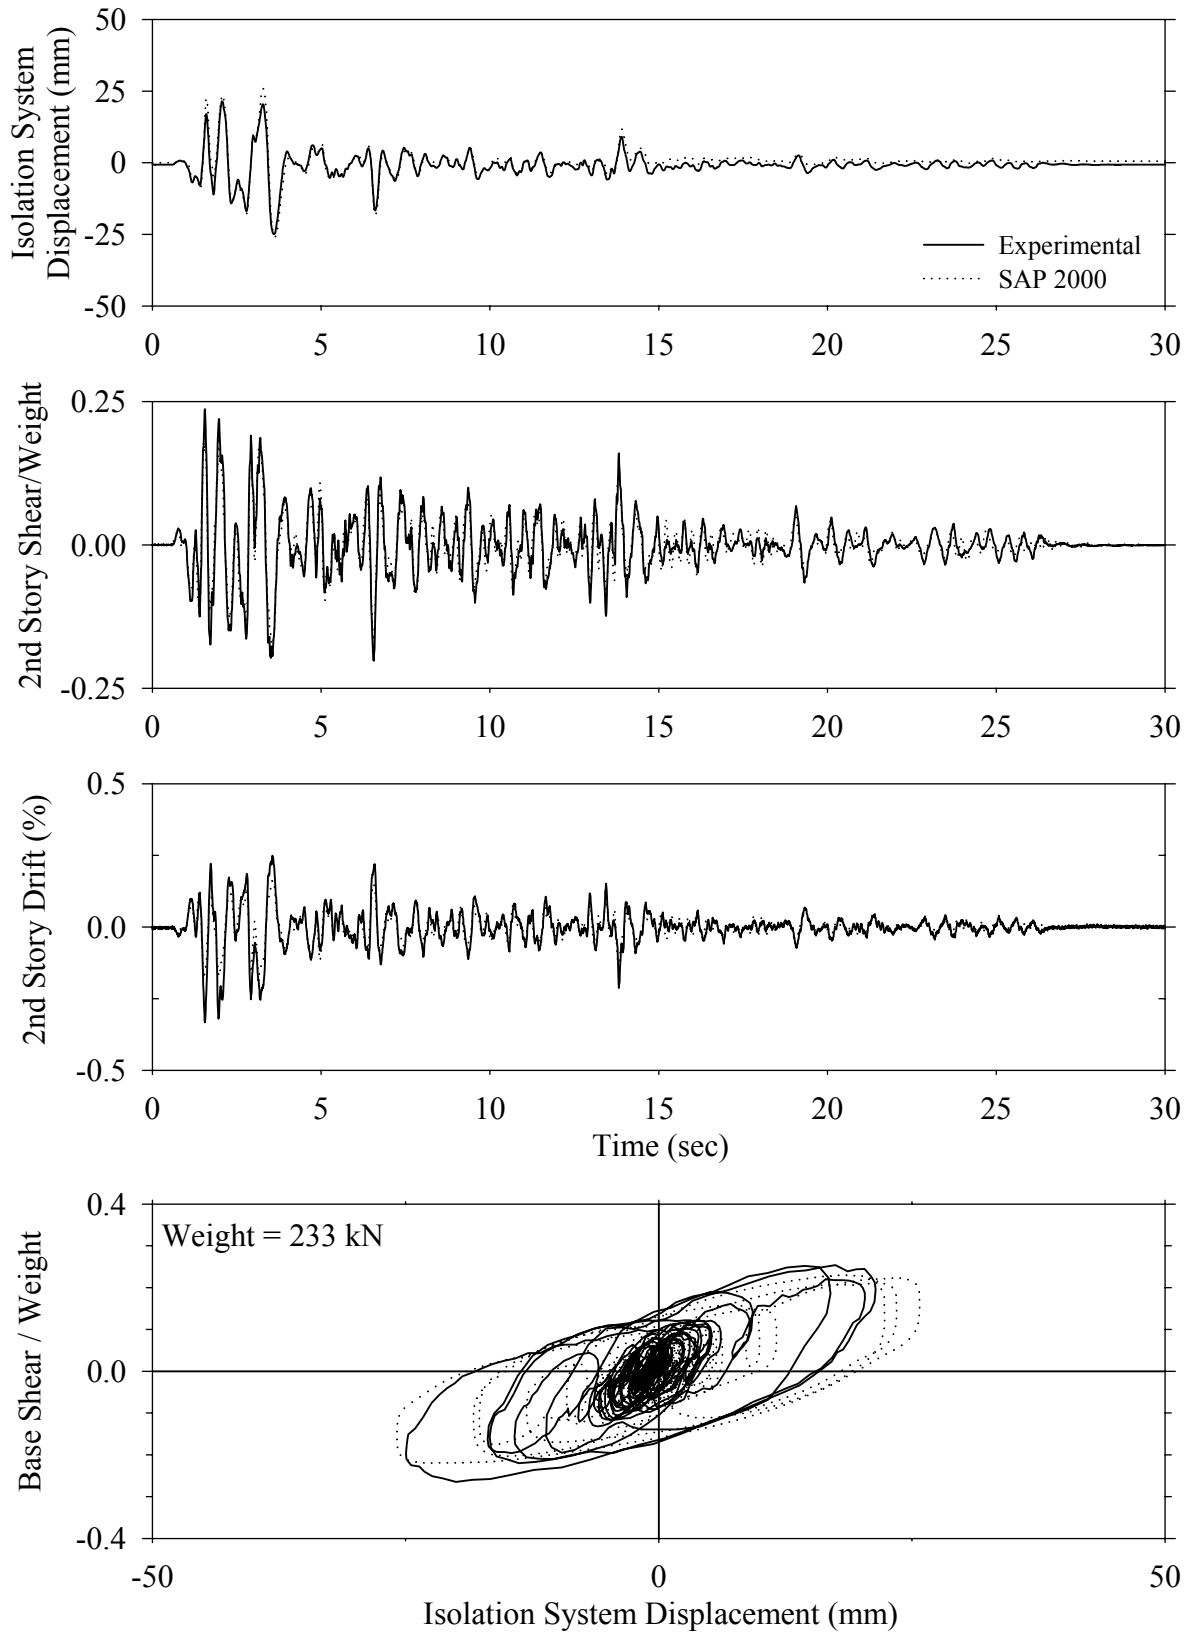 50
25
0
-25
-50
Isolation System
Displacement (mm)
Experimental
SAP 2000
0 5 10 15 20 25 30
0.25
0.00
-0.25
2nd Story Shear/Weight
0 5 10 15 20 25 30
0.5
0.0
-0.5
2nd Story Drift (%)
0 5 10 15 20 25 30
Time (sec)
0.4
0.0
-0.4
Base Shear / Weight
Weight = 233 kN
-50 0 50
Isolation System Displacement (mm)